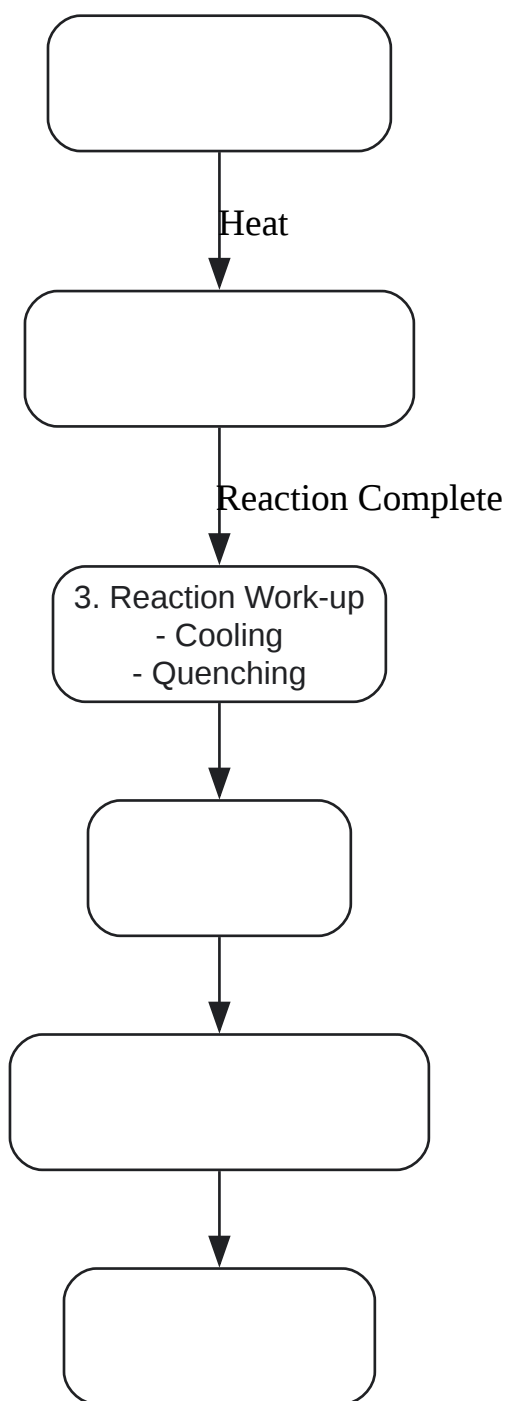 Heat
Reaction Complete
3. Reaction Work-up
- Cooling
- Quenching